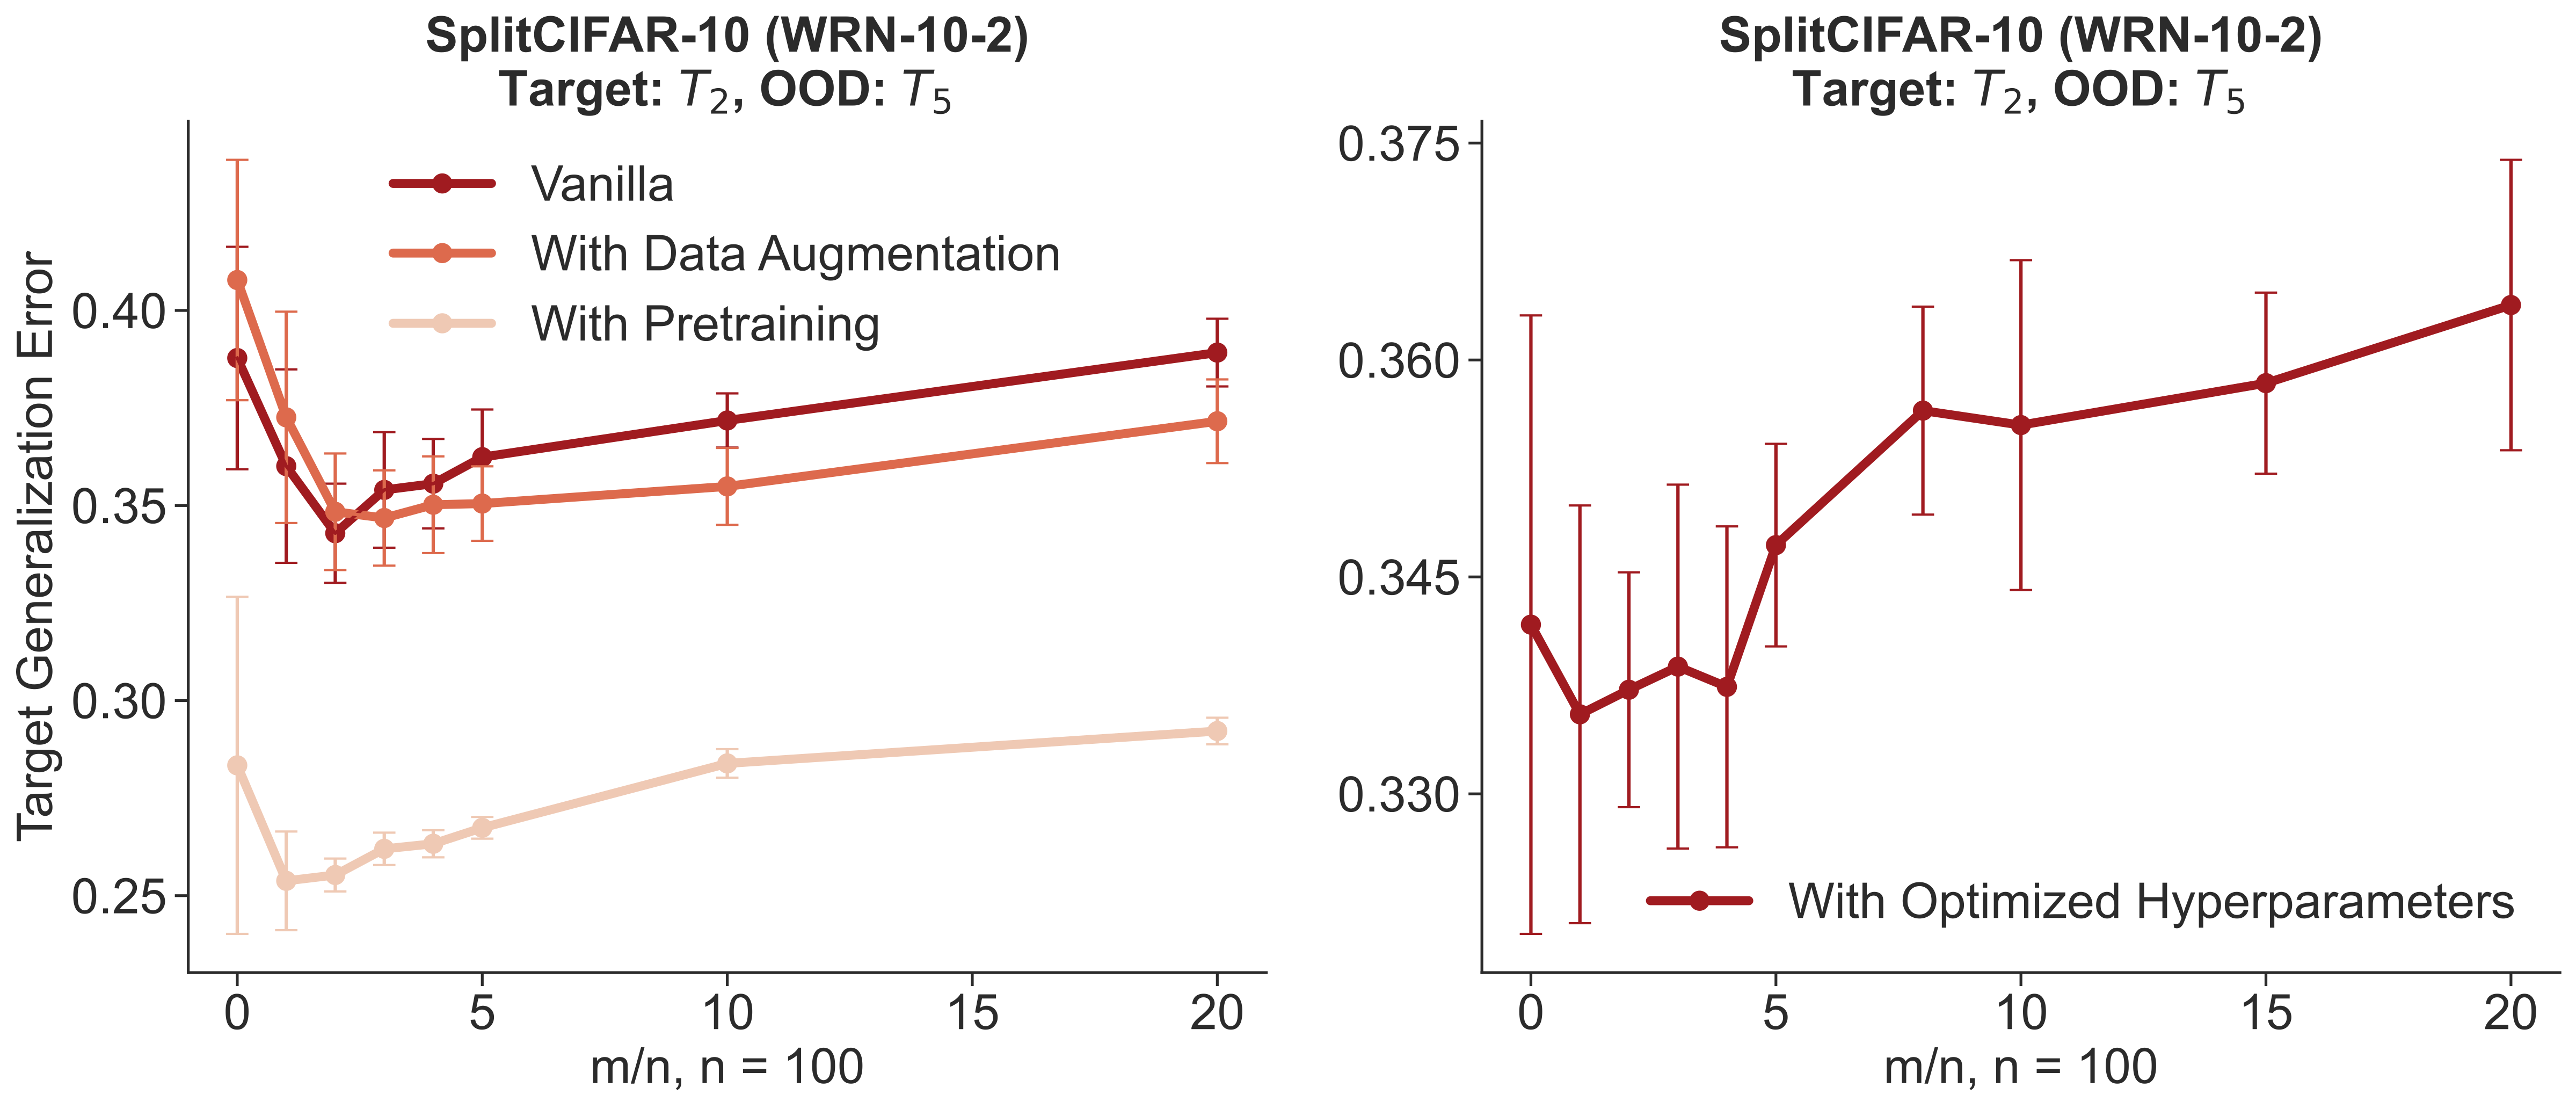 SplitCIFAR-10 (WRN-10-2)
Target: T2, OOD: T5
Target Generalization Error
0.40
0.35
0.30
0.25
Vanilla
With Data Augmentation
With Pretraining
0 5 10 15 20
m/n, n = 100
SplitCIFAR-10 (WRN-10-2)
Target: T2, OOD: T5
0.375
0.360
0.345
0.330
With Optimized Hyperparameters
0 5 10 15 20
m/n, n = 100